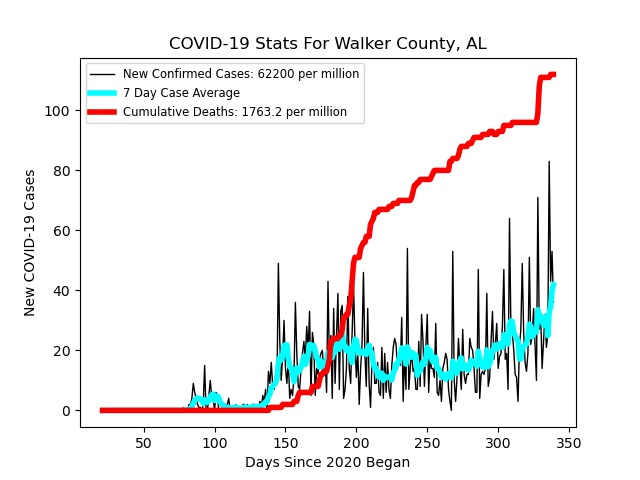 COVID-19 Stats For Walker County, AL
New Confirmed Cases: 62200 per million
7 Day Case Average
Cumulative Deaths: 1763.2 per million
New COVID-19 Cases
100
80
60
40
20
0
50 100 150 200 250 300 350
Days Since 2020 Began